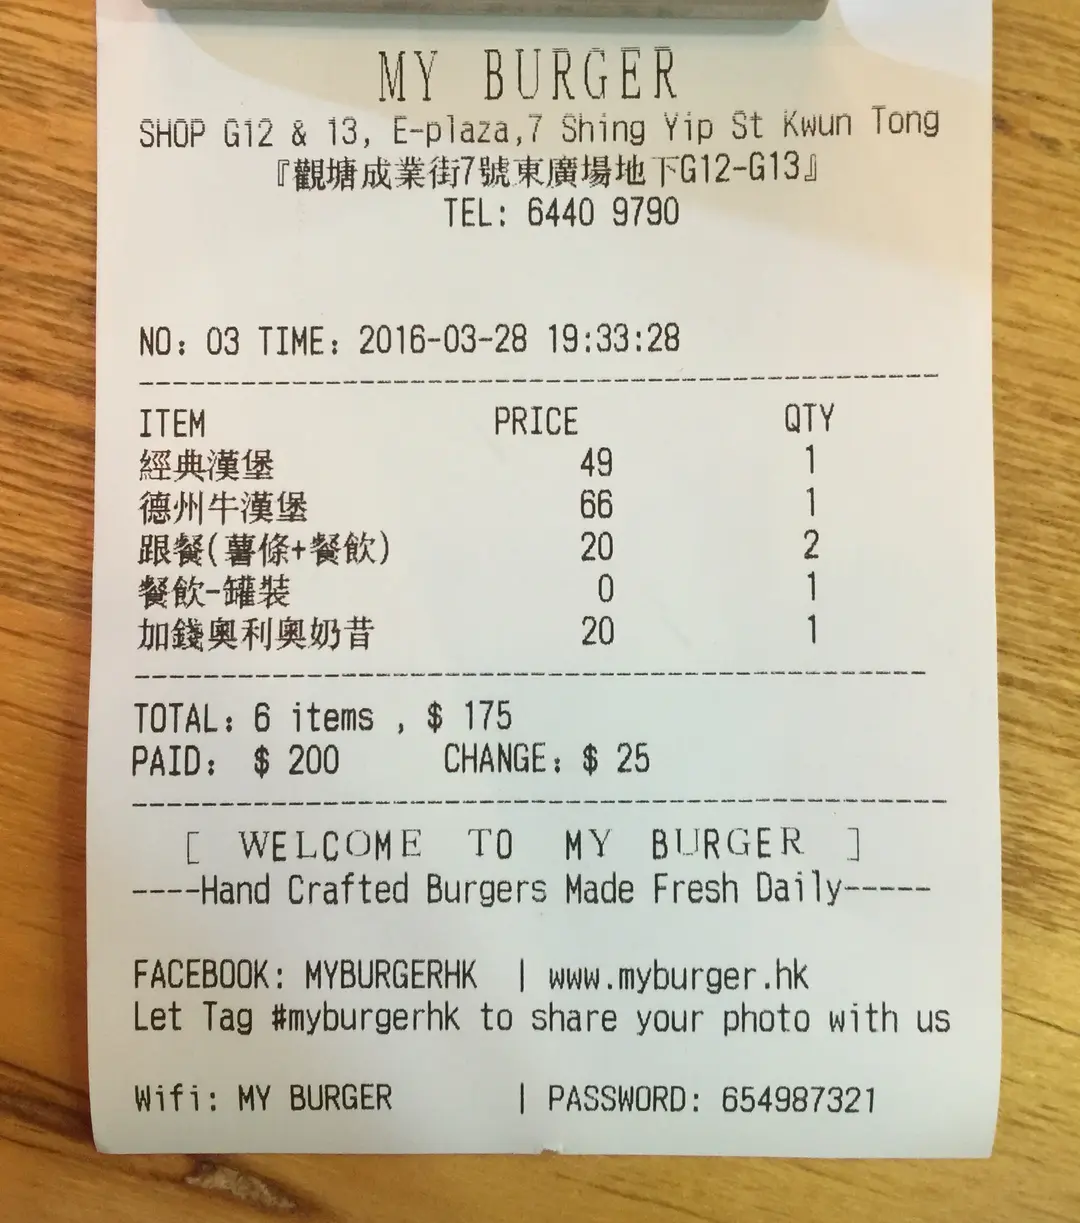 MY BURGER
SHOP G12 & 13, E-plaza,7 Shing Yip St Kwun Tong
『觀塘成業街7號東廣場地下G12-G13』
TEL: 6440 9790
NO: 03 TIME: 2016-03-28 19:33:28
ITEM PRICE QTY
經典漢堡 49 1
德州牛漢堡 66 1
跟餐(薯條+餐飲) 20 2
餐飲-罐裝 0 1
加錢奧利奧奶昔 20 1
TOTAL: 6 items , $ 175
PAID: $ 200 CHANGE: $ 25
[ WELCOME TO MY BURGER ]
----Hand Crafted Burgers Made Fresh Daily-----
FACEBOOK: MYBURGERHK | www.myburger.hk
Let Tag #myburgerhk to share your photo with us
Wifi: MY BURGER | PASSWORD: 654987321